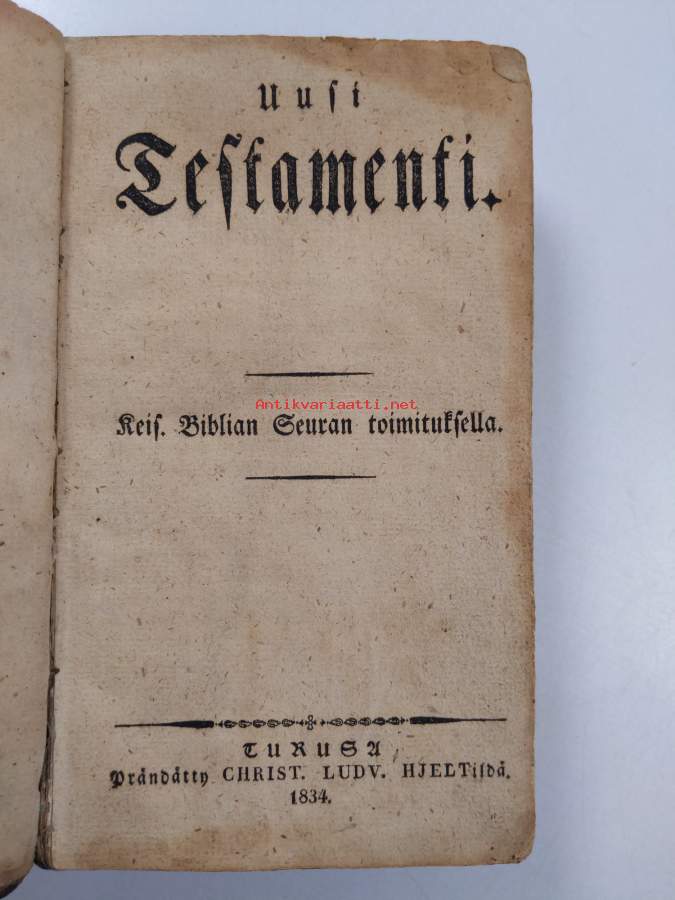 Uusi
Testamenti.
Antikvariaatti.net
Keis. Biblian Seuran toimituksella.
TURUSA,
Prändätty CHRIST. LUDV. HJELTildä.
1834.